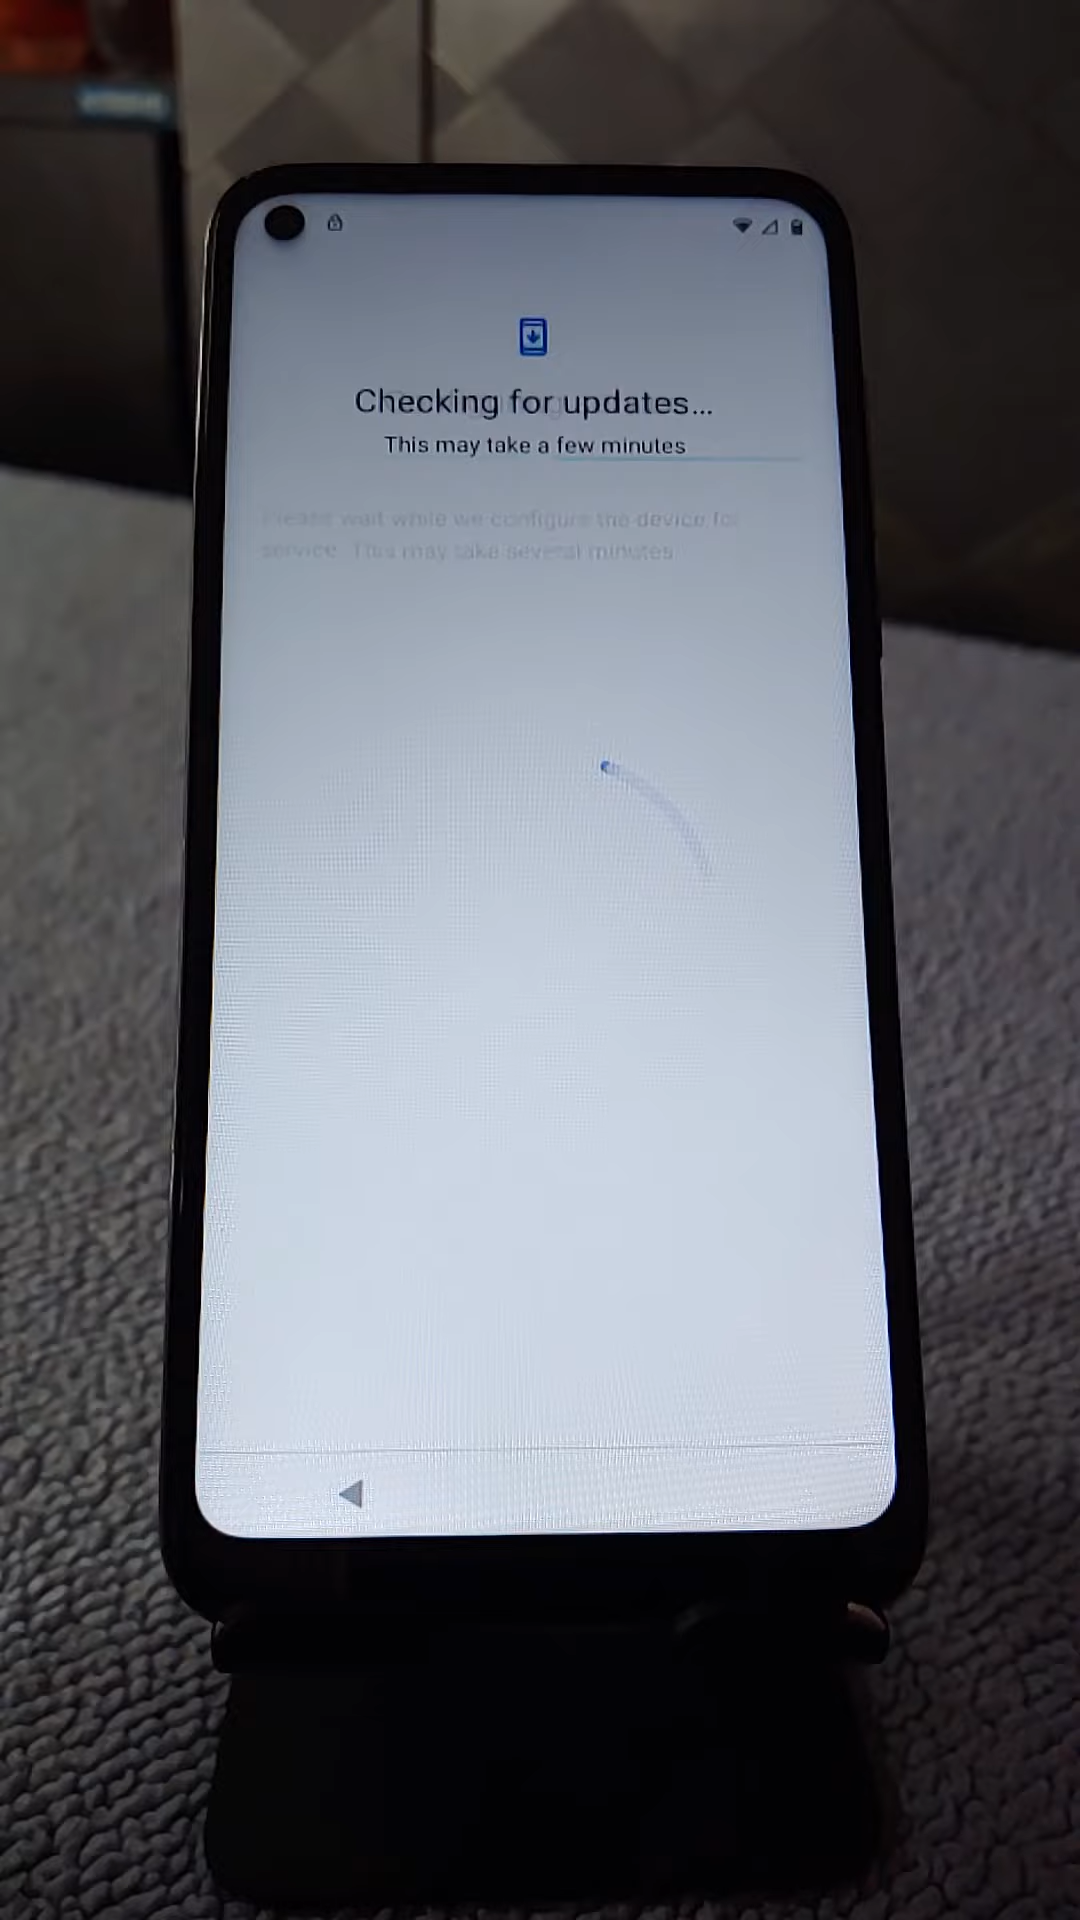 Checking for updates...
This may take a few minutes
Please wait while we configure the device for
service. This may take several minutes